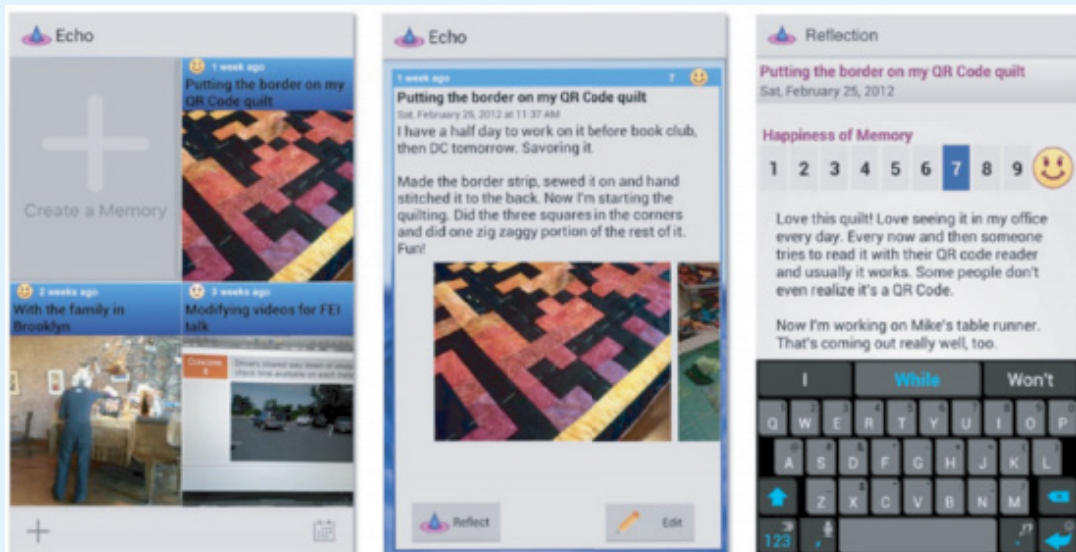 Echo
1 week ago
Putting the border on my
QR Code quilt
Create a Memory
2 weeks ago
With the family in
Brooklyn
3 weeks ago
Modifying videos for FEI
talk
Echo
1 week ago 7
Putting the border on my QR Code quilt
Sat, February 25, 2012 at 11:37 AM
I have a half day to work on it before book club,
then DC tomorrow. Savoring it.
Made the border strip, sewed it on and hand
stitched it to the back. Now I'm starting the
quilting. Did the three squares in the corners
and did one zig zaggy portion of the rest of it.
Fun!
Reflect
Edit
Reflection
Putting the border on my QR Code quilt
Sat, February 25, 2012
Happiness of Memory
1 2 3 4 5 6 7 8 9
Love this quilt! Love seeing it in my office
every day. Every now and then someone
tries to read it with their QR code reader
and usually it works. Some people don't
even realize it's a QR Code.
Now I'm working on Mike's table runner.
That's coming out really well, too.
I While Won't
Q W E R T Y U I O P
A S D F G H J K L
Z X C V B N M
123 , .